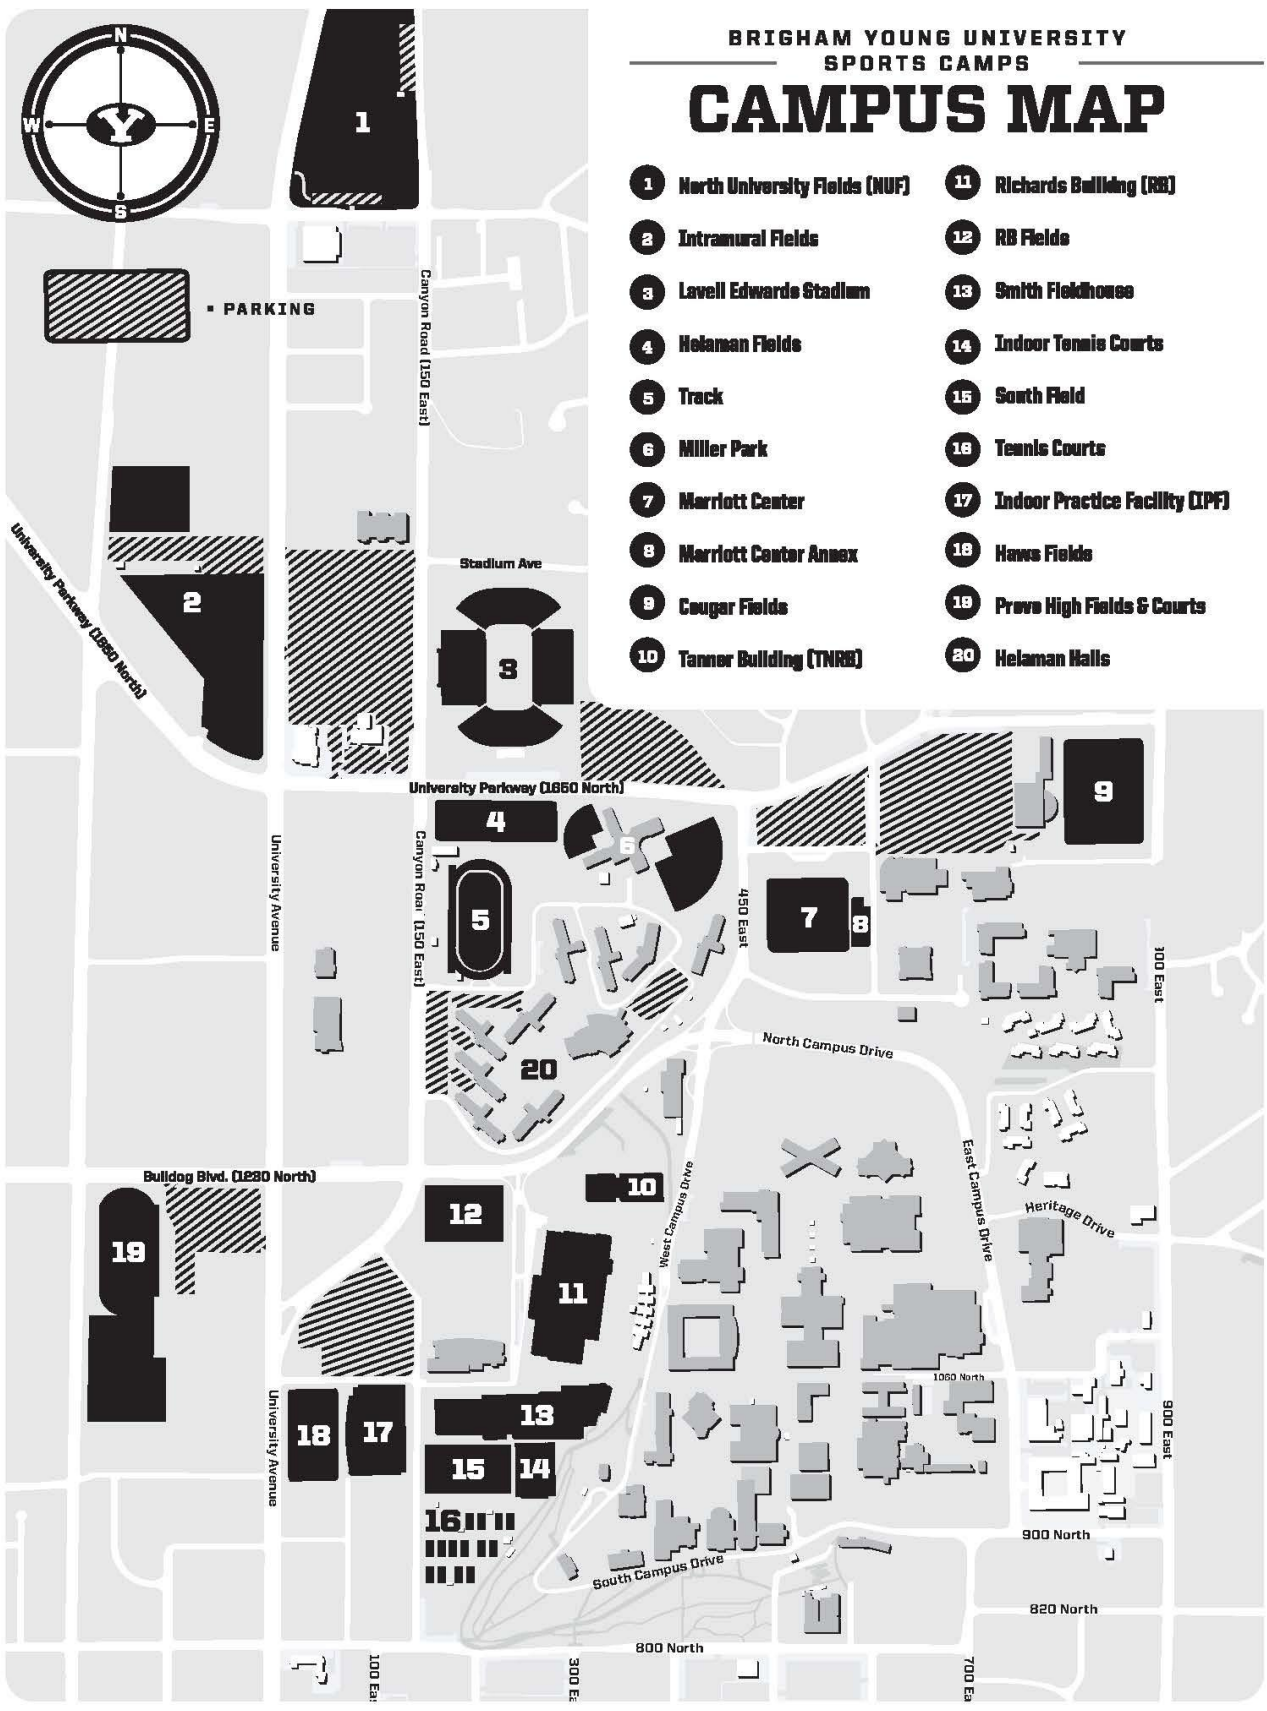 N
W Y E
S
BRIGHAM YOUNG UNIVERSITY
SPORTS CAMPS
CAMPUS MAP
1 North University Fields (NUF)
2 Intramural Fields
3 Lavell Edwards Stadium
4 Helaman Fields
5 Track
6 Miller Park
7 Marriott Center
8 Marriott Center Annex
9 Cougar Fields
10 Tanner Building (TNRB)
11 Richards Building (RB)
12 RB Fields
13 Smith Fieldhouse
14 Indoor Tennis Courts
15 South Field
16 Tennis Courts
17 Indoor Practice Facility (IPF)
18 Haws Fields
19 Provo High Fields & Courts
20 Helaman Halls
1
PARKING
Canyon Road (150 East)
University Parkway (1650 North)
2
Stadium Ave
3
University Parkway (1650 North)
4
6
9
5
7
8
University Avenue
Canyon Road (150 East)
450 East
900 East
North Campus Drive
20
Bulldog Blvd. (1230 North)
10
12
West Campus Drive
East Campus Drive
Heritage Drive
19
11
1060 North
University Avenue
18
17
13
15
14
900 East
16
900 North
South Campus Drive
820 North
800 North
100 Eas
300 Ea
700 Ea